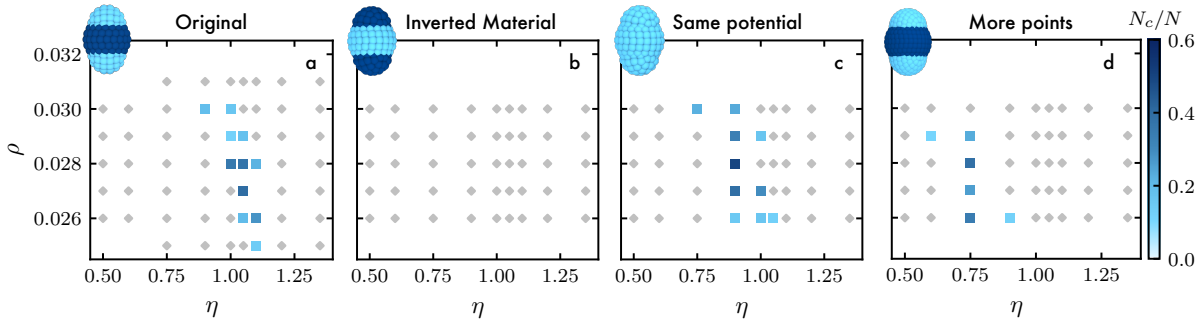 Original
Inverted Material
Same potential
More points
N_c/N
a
b
c
d
ρ
0.032
0.030
0.028
0.026
0.50 0.75 1.00 1.25
0.50 0.75 1.00 1.25
0.50 0.75 1.00 1.25
0.50 0.75 1.00 1.25
η
η
η
η
0.6
0.4
0.2
0.0